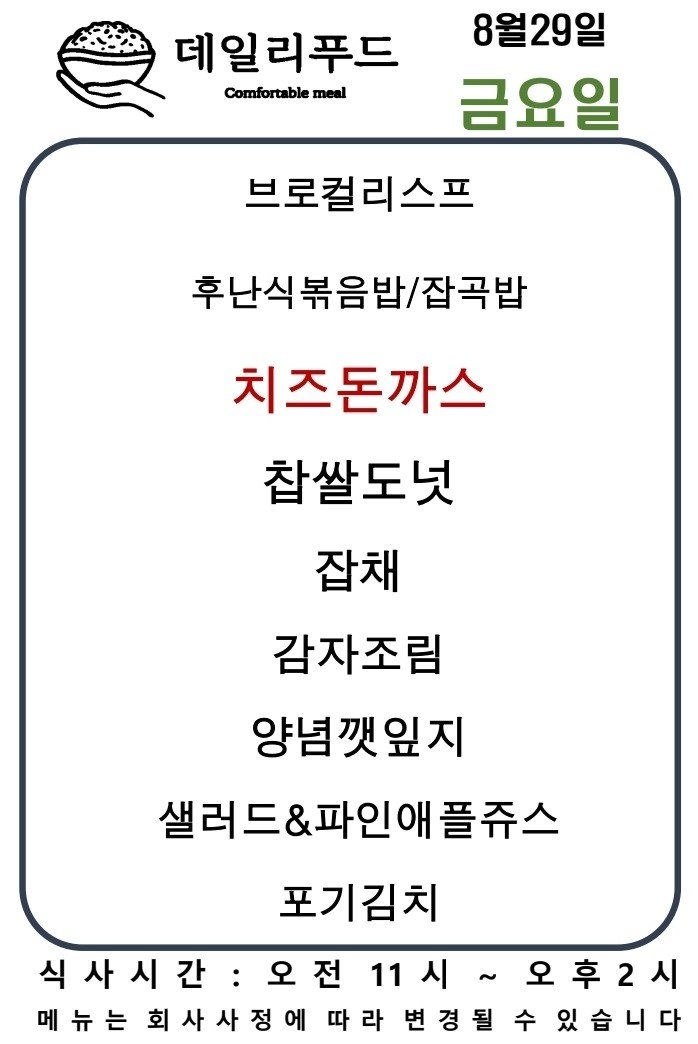 데일리푸드
Comfortable meal
8월29일
금요일
브로컬리스프
후난식볶음밥/잡곡밥
치즈돈까스
찹쌀도넛
잡채
감자조림
양념깻잎지
샐러드&파인애플쥬스
포기김치
식사시간 : 오전 11시 ~ 오후2시
메뉴는 회사사정에 따라 변경될 수 있습니다